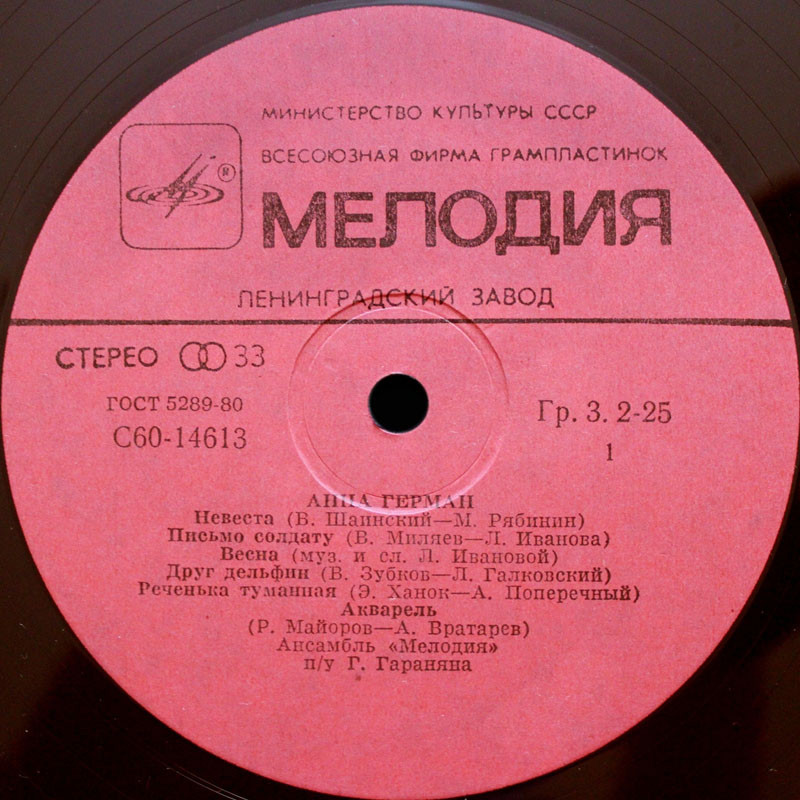 МИНИСТЕРСТВО КУЛЬТУРЫ СССР
ВСЕСОЮЗНАЯ ФИРМА ГРАМПЛАСТИНОК
®
МЕЛОДИЯ
ЛЕНИНГРАДСКИЙ ЗАВОД
СТЕРЕО 33
ГОСТ 5289-80
С60-14613
Гр. 3. 2-25
1
АННА ГЕРМАН
Невеста (В. Шаинский—М. Рябинин)
Письмо солдату (В. Миляев—Л. Иванова)
Весна (муз. и сл. Л. Ивановой)
Друг дельфин (В. Зубков—Л. Галковский)
Реченька туманная (Э. Ханок—А. Поперечный)
Акварель
(Р. Майоров—А. Вратарев)
Ансамбль «Мелодия»
п/у Г. Гараняна